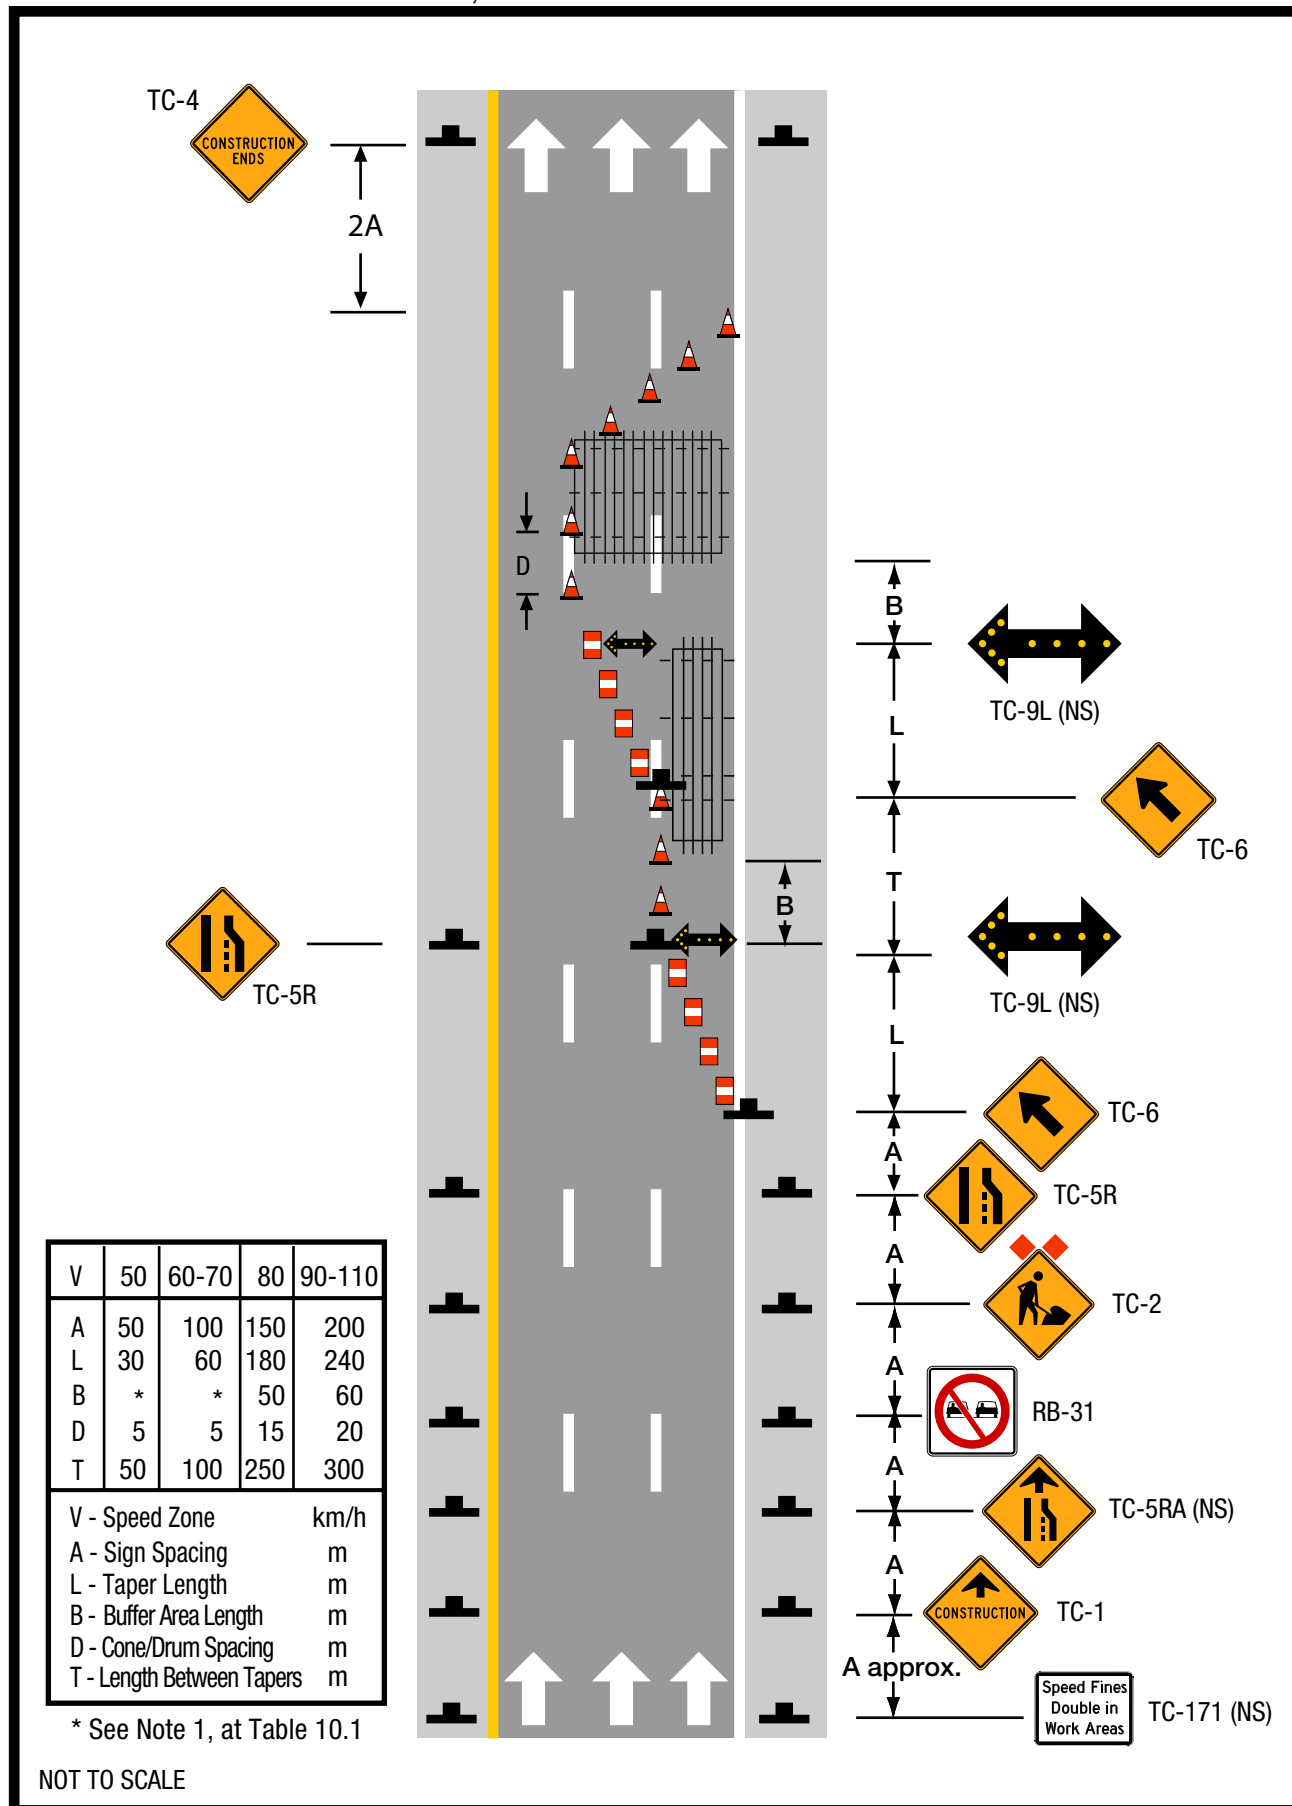 TC-4
CONSTRUCTION
ENDS
2A
D
B
TC-9L (NS)
L
TC-6
T
B
TC-5R
TC-9L (NS)
L
TC-6
A
TC-5R
A
TC-2
A
RB-31
A
TC-5RA (NS)
A
CONSTRUCTION
TC-1
A approx.
Speed Fines
Double in
Work Areas
TC-171 (NS)
V 50 60-70 80 90-110
A 50 100 150 200
L 30 60 180 240
B * * 50 60
D 5 5 15 20
T 50 100 250 300
V - Speed Zone km/h
A - Sign Spacing m
L - Taper Length m
B - Buffer Area Length m
D - Cone/Drum Spacing m
T - Length Between Tapers m
* See Note 1, at Table 10.1
NOT TO SCALE